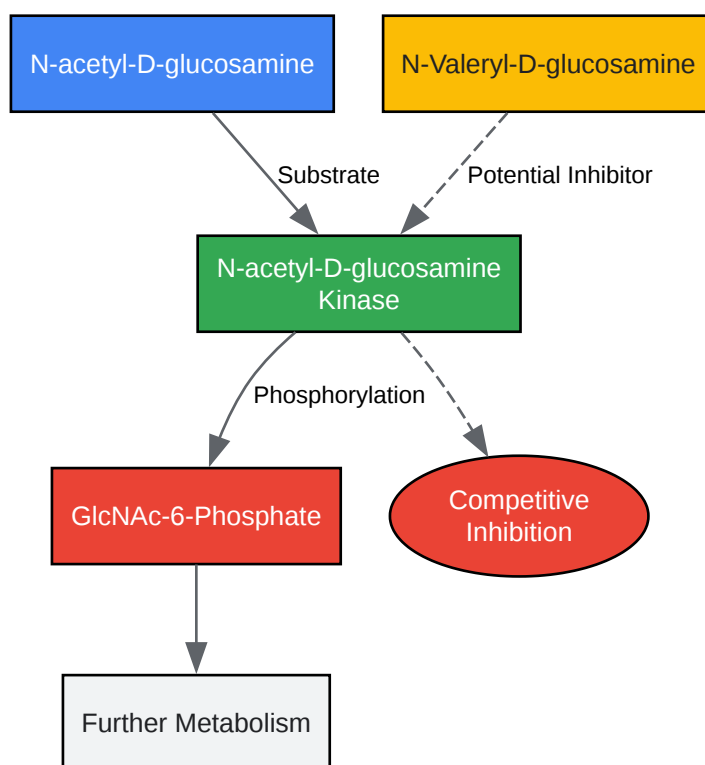 N-acetyl-D-glucosamine
N-Valeryl-D-glucosamine
Substrate
Potential Inhibitor
N-acetyl-D-glucosamine
Kinase
Phosphorylation
GlcNAc-6-Phosphate
Competitive
Inhibition
Further Metabolism